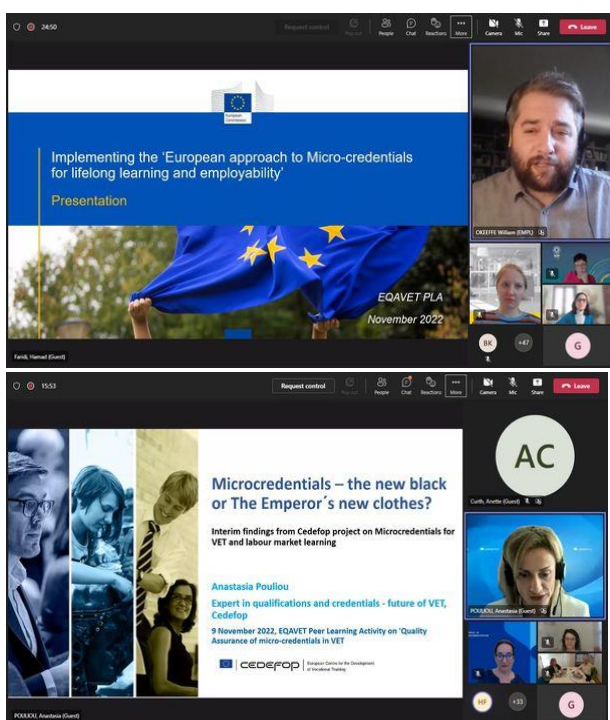 24:50
Request control
Pop out
People
Chat
Reactions
More
Camera
Mic
Share
Leave
European
Commission
Implementing the ‘European approach to Micro-credentials
for lifelong learning and employability’
Presentation
EQAVET PLA
November 2022
Faridi, Hamad (Guest)
OKEEFFE William (EMPL)
BK
+47
G
15:53
Request control
Pop out
People
Chat
Reactions
More
Camera
Mic
Share
Leave
Microcredentials – the new black
or The Emperor´s new clothes?
Interim findings from Cedefop project on Microcredentials for
VET and labour market learning
Anastasia Pouliou
Expert in qualifications and credentials - future of VET,
Cedefop
9 November 2022, EQAVET Peer Learning Activity on 'Quality
Assurance of micro-credentials in VET
CEDEFOP
European Centre for the Development
of Vocational Training
POULIOU, Anastasia (Guest)
AC
Curth, Anette (Guest)
POULIOU, Anastasia (Guest)
HF
+33
G